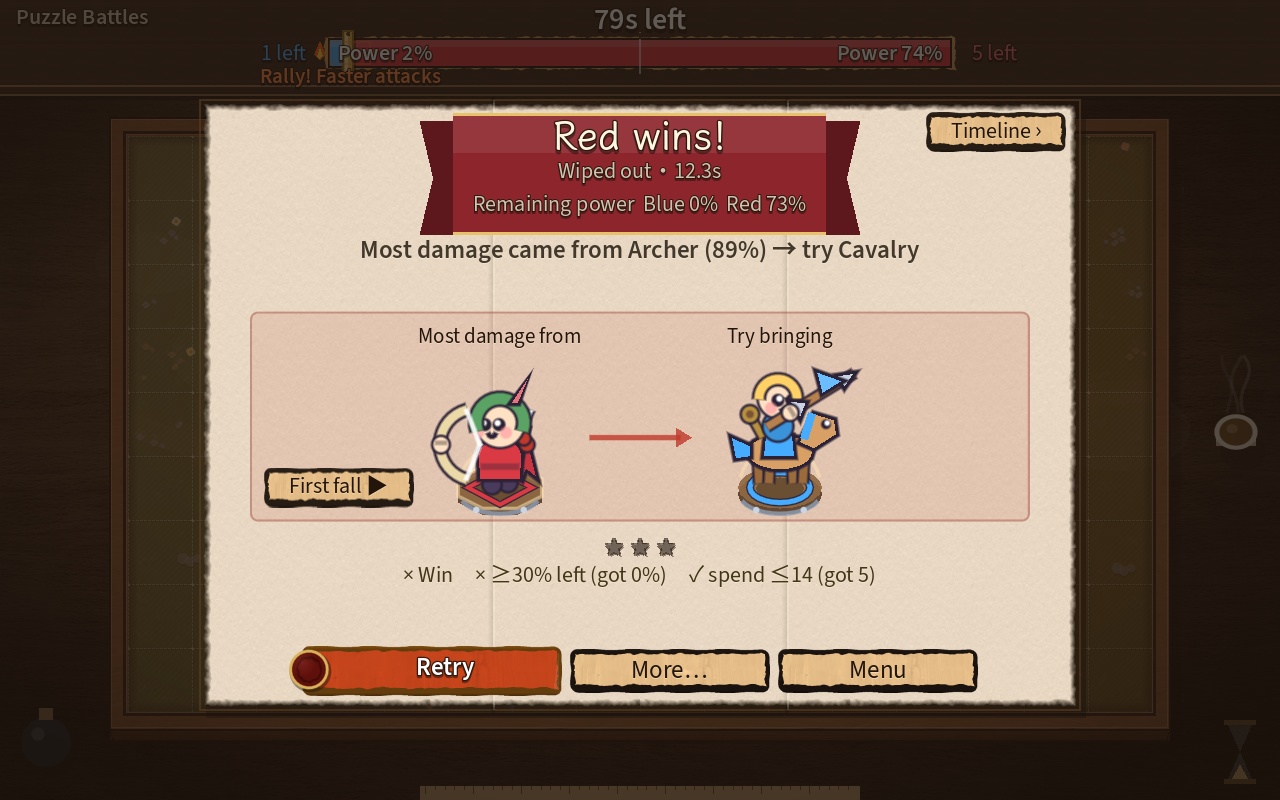 Puzzle Battles
79s left
1 left Power 2% Power 74% 5 left
Rally! Faster attacks
Timeline ›
Red wins!
Wiped out • 12.3s
Remaining power Blue 0% Red 73%
Most damage came from Archer (89%) → try Cavalry
Most damage from
Try bringing
First fall ▶
× Win × ≥30% left (got 0%) ✓ spend ≤14 (got 5)
Retry
More…
Menu